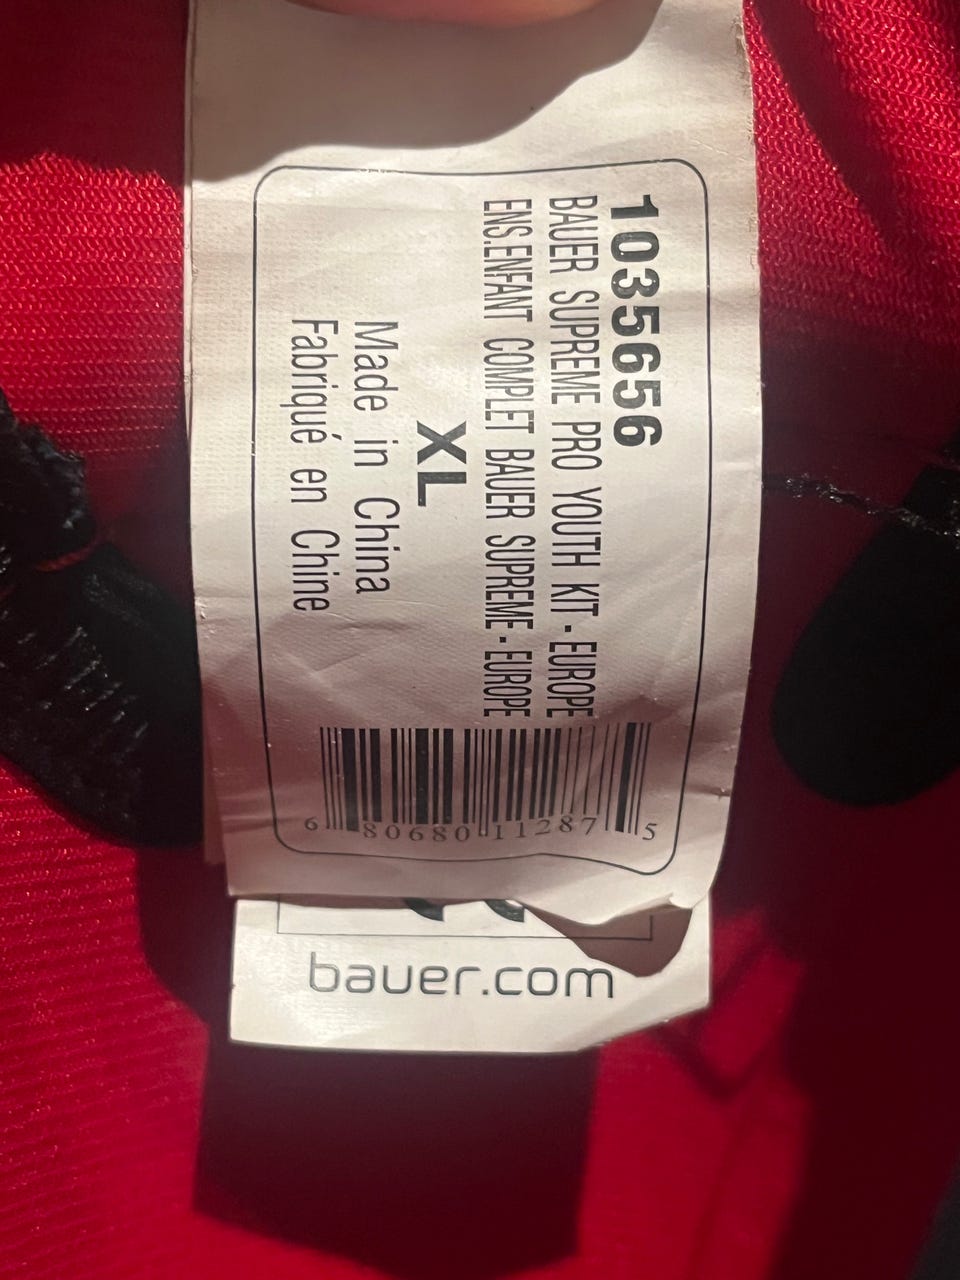 1035656
BAUER SUPREME PRO YOUTH KIT - EUROPE
ENS.ENFANT COMPLET BAUER SUPREME - EUROPE
XL
Made in China
Fabriqué en Chine
6 80680 11287 5
bauer.com